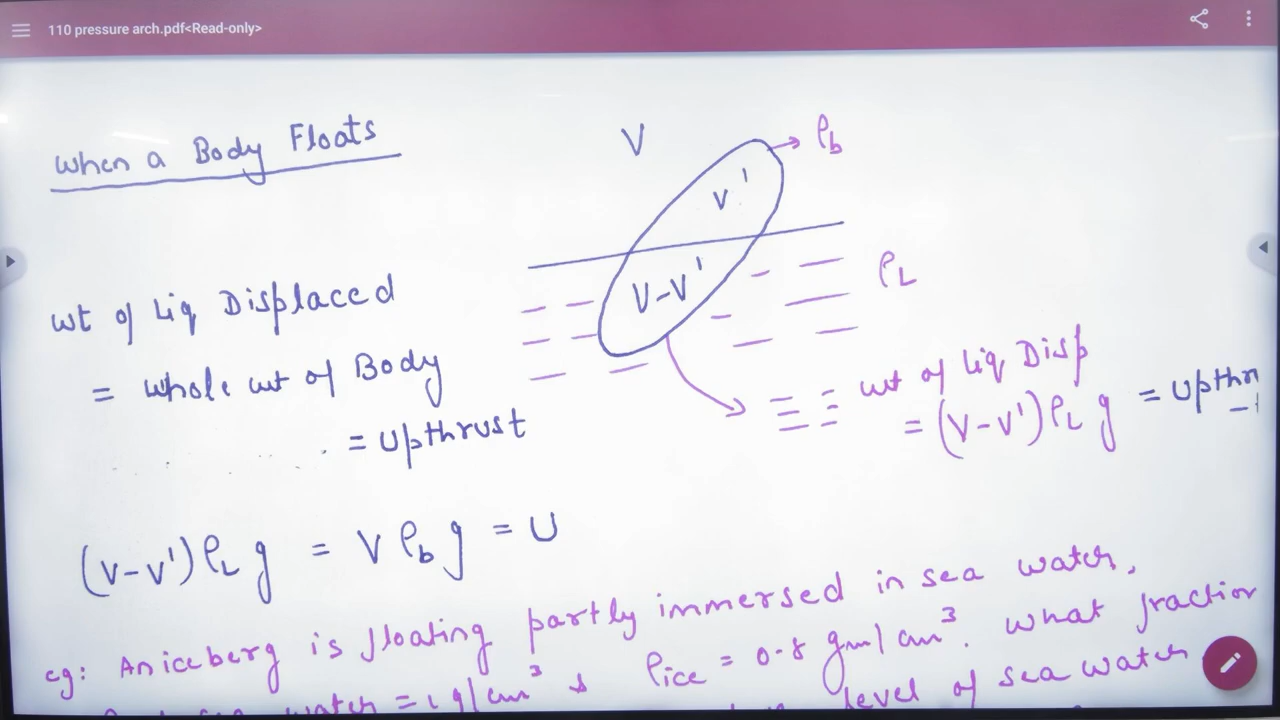 110 pressure arch.pdf<Read-only>
When a Body Floats
V
ρb
V'
V-V'
ρL
wt of Liq Displaced
= whole wt of Body
= Upthrust
wt of liq Disp
= (V-V')ρL g = Upthr
(V-V')ρL g = V ρb g = U
eg: An iceberg is floating partly immersed in sea water,
water = 1 g/cm³ & ρice = 0.8 gm/cm³. What fraction
level of sea water